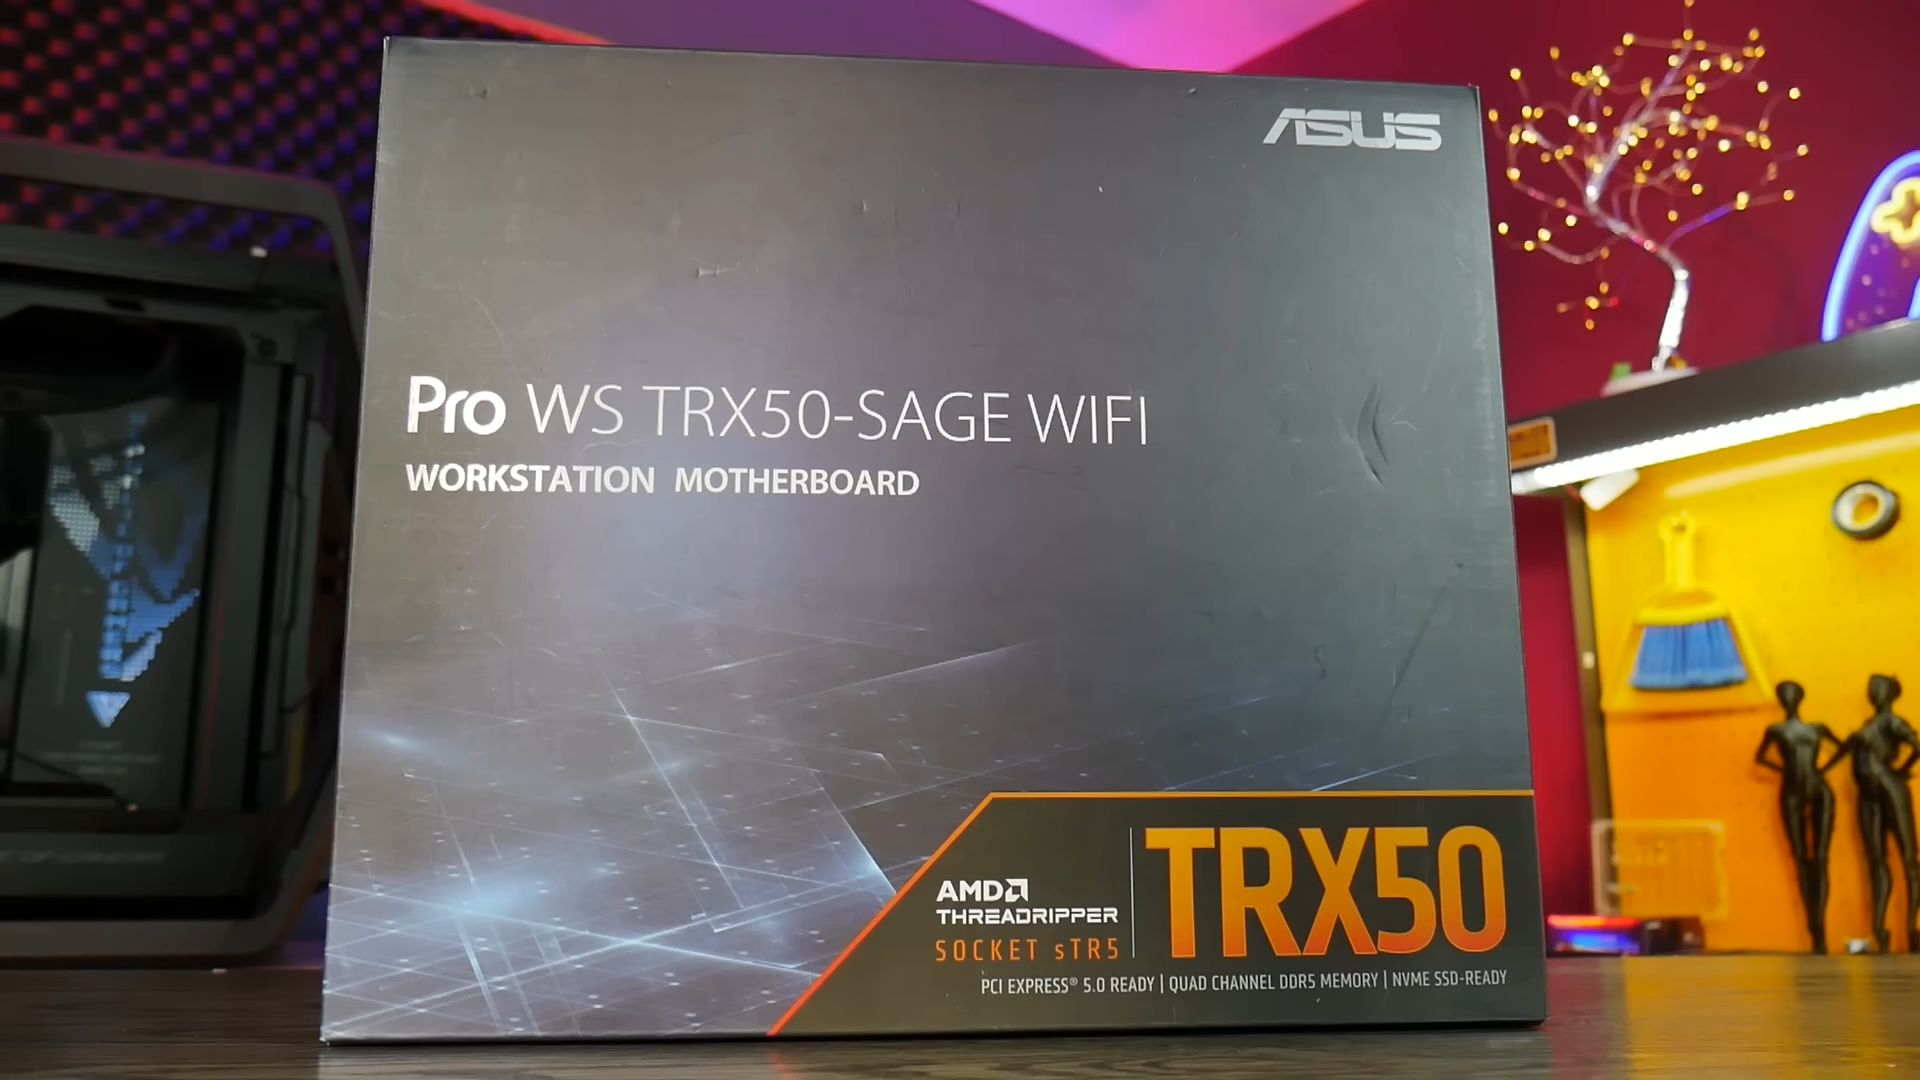 ASUS
Pro WS TRX50-SAGE WIFI
WORKSTATION MOTHERBOARD
AMD
THREADRIPPER
SOCKET sTR5
TRX50
PCI EXPRESS® 5.0 READY | QUAD CHANNEL DDR5 MEMORY | NVME SSD-READY